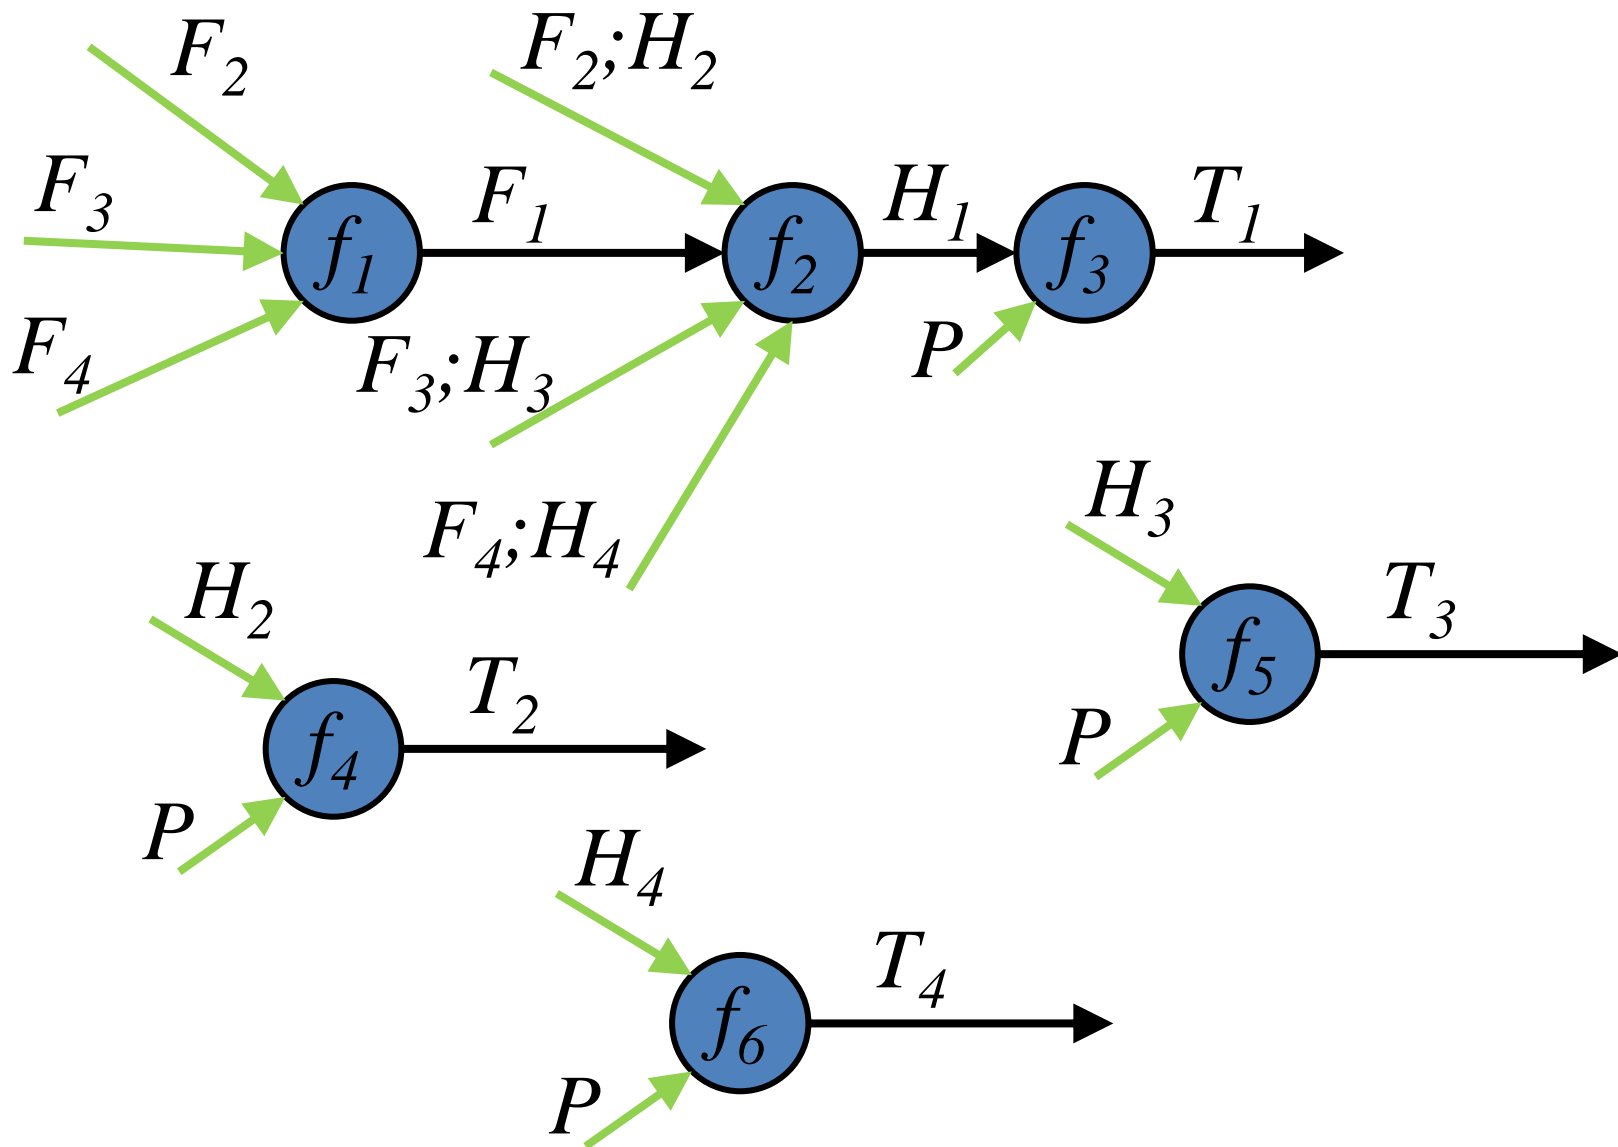 F₂
F₂;H₂
F₃
F₁
H₁
T₁
f₁
f₂
f₃
F₄
F₃;H₃
P
H₃
F₄;H₄
H₂
T₃
f₅
T₂
P
f₄
P
H₄
T₄
f₆
P